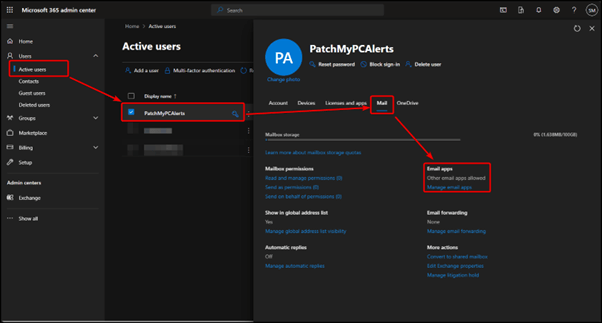 Microsoft 365 admin center
Search
SM
Home
Users
Active users
Contacts
Guest users
Deleted users
Groups
Marketplace
Billing
Setup
Admin centers
Exchange
Show all
Home > Active users
Active users
Add a user
Multi-factor authentication
Display name ↑
PatchMyPCAlerts
PA
Change photo
PatchMyPCAlerts
Reset password
Block sign-in
Delete user
Account
Devices
Licenses and apps
Mail
OneDrive
Mailbox storage
Learn more about mailbox storage quotas
Mailbox permissions
Read and manage permissions (0)
Send as permissions (0)
Send on behalf of permissions (0)
Email apps
Other email apps allowed
Manage email apps
Show in global address list
Yes
Manage global address list visibility
Email forwarding
None
Manage email forwarding
Automatic replies
Off
Manage automatic replies
More actions
Convert to shared mailbox
Edit Exchange properties
Manage litigation hold